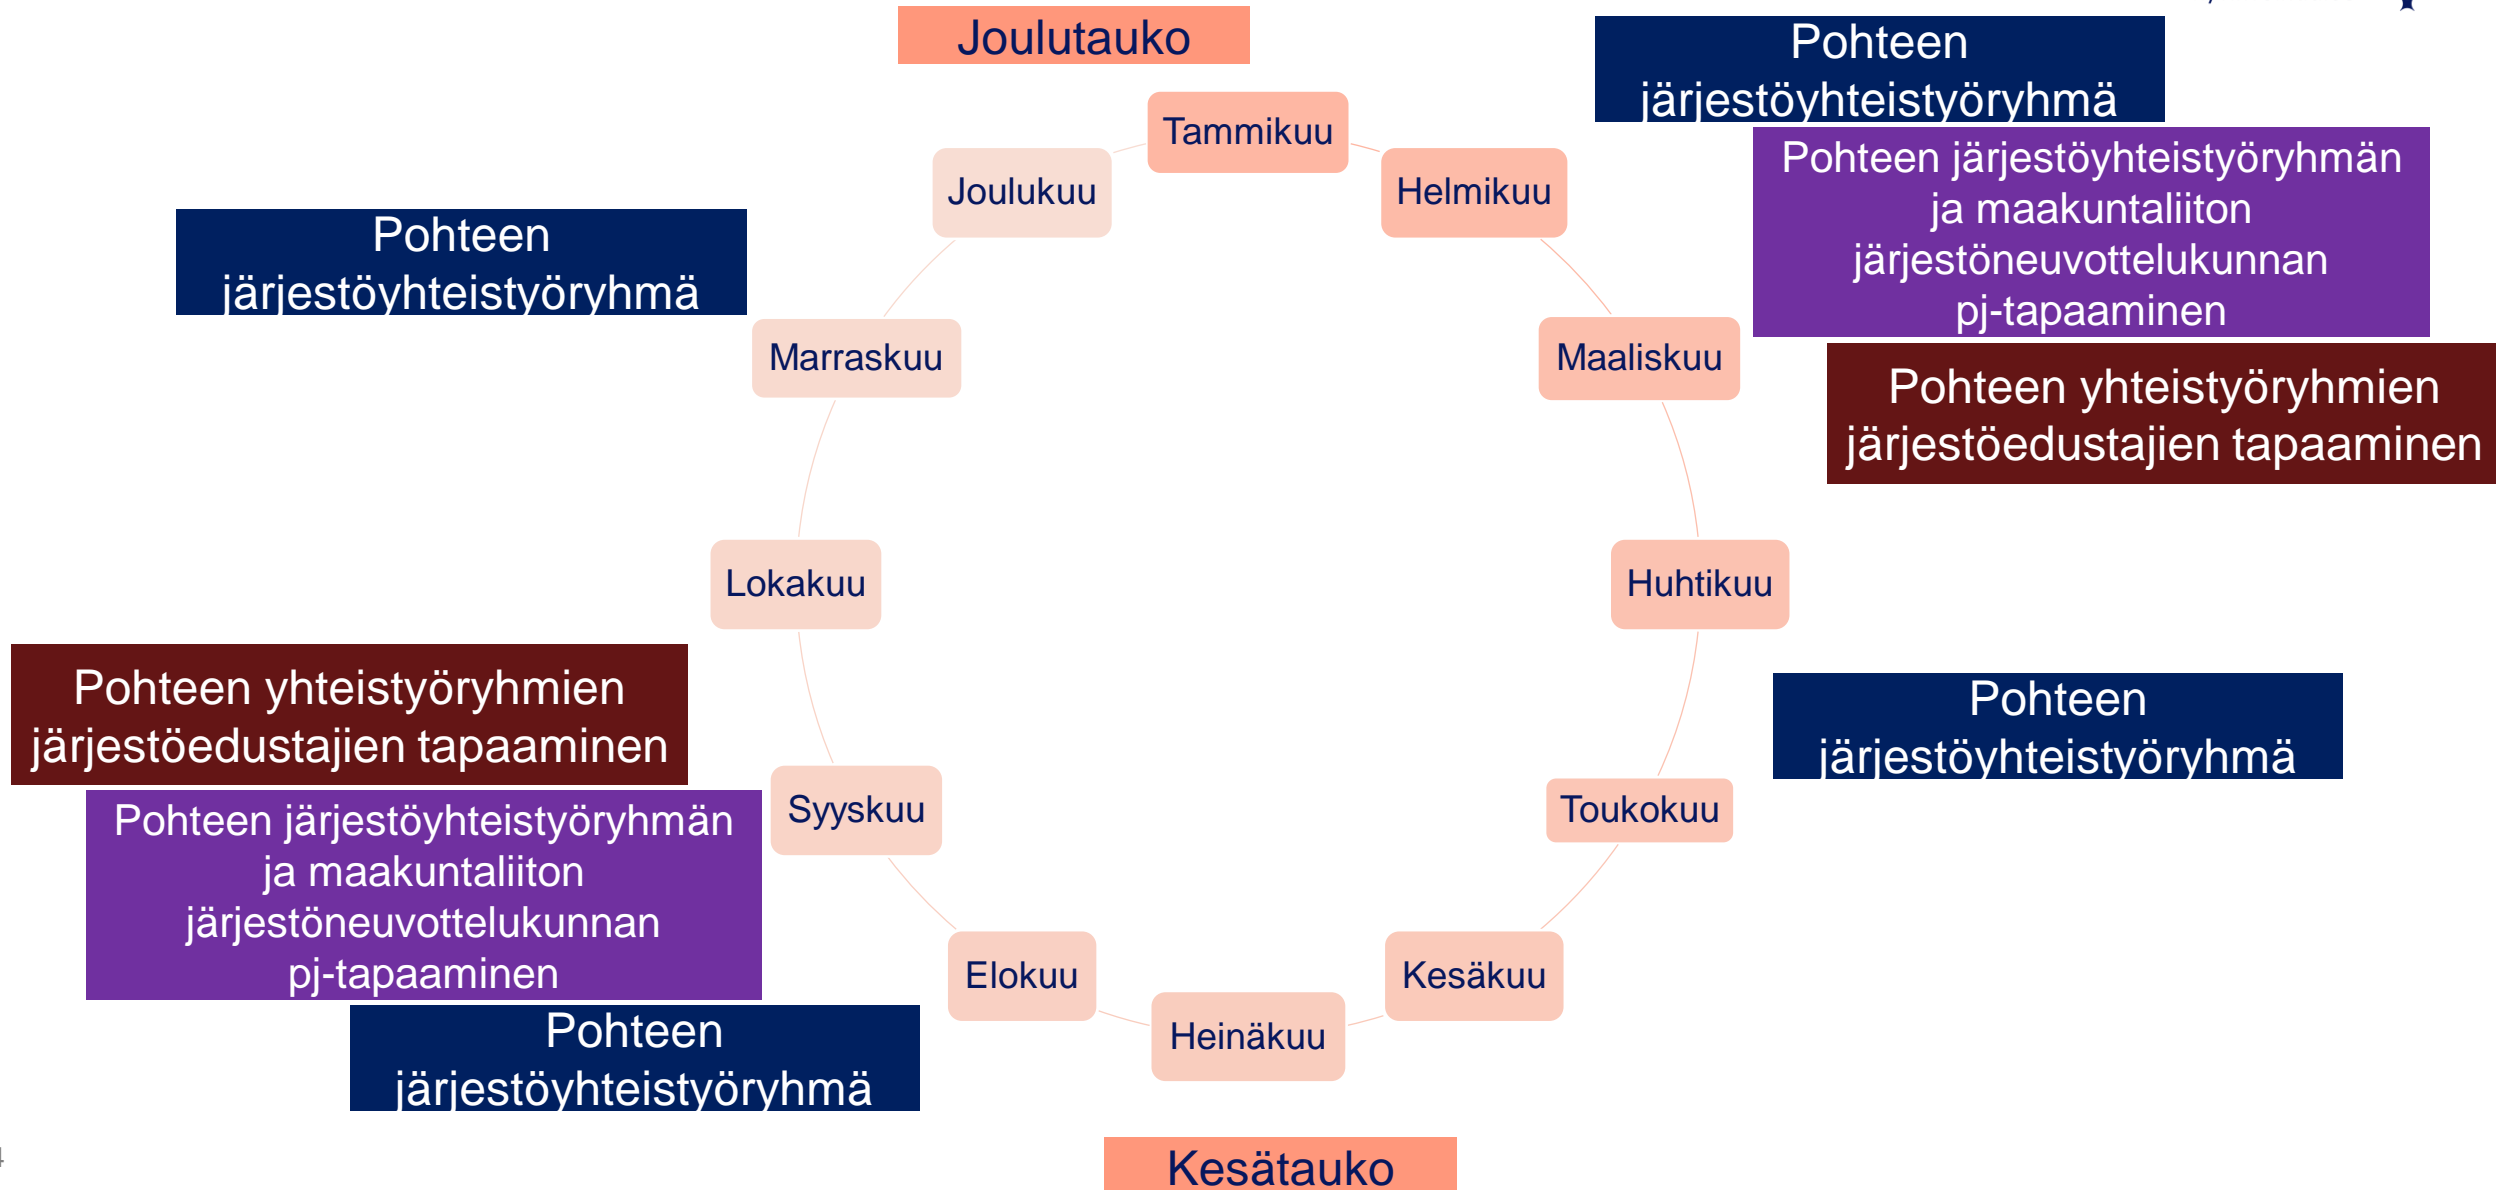 Joulutauko
Pohteen
järjestöyhteistyöryhmä
Tammikuu
Pohteen järjestöyhteistyöryhmän
ja maakuntaliiton
järjestöneuvottelukunnan
pj-tapaaminen
Helmikuu
Maaliskuu
Pohteen yhteistyöryhmien
järjestöedustajien tapaaminen
Huhtikuu
Pohteen
järjestöyhteistyöryhmä
Toukokuu
Kesäkuu
Heinäkuu
Kesätauko
Elokuu
Pohteen
järjestöyhteistyöryhmä
Syyskuu
Pohteen järjestöyhteistyöryhmän
ja maakuntaliiton
järjestöneuvottelukunnan
pj-tapaaminen
Pohteen yhteistyöryhmien
järjestöedustajien tapaaminen
Lokakuu
Marraskuu
Pohteen
järjestöyhteistyöryhmä
Joulukuu